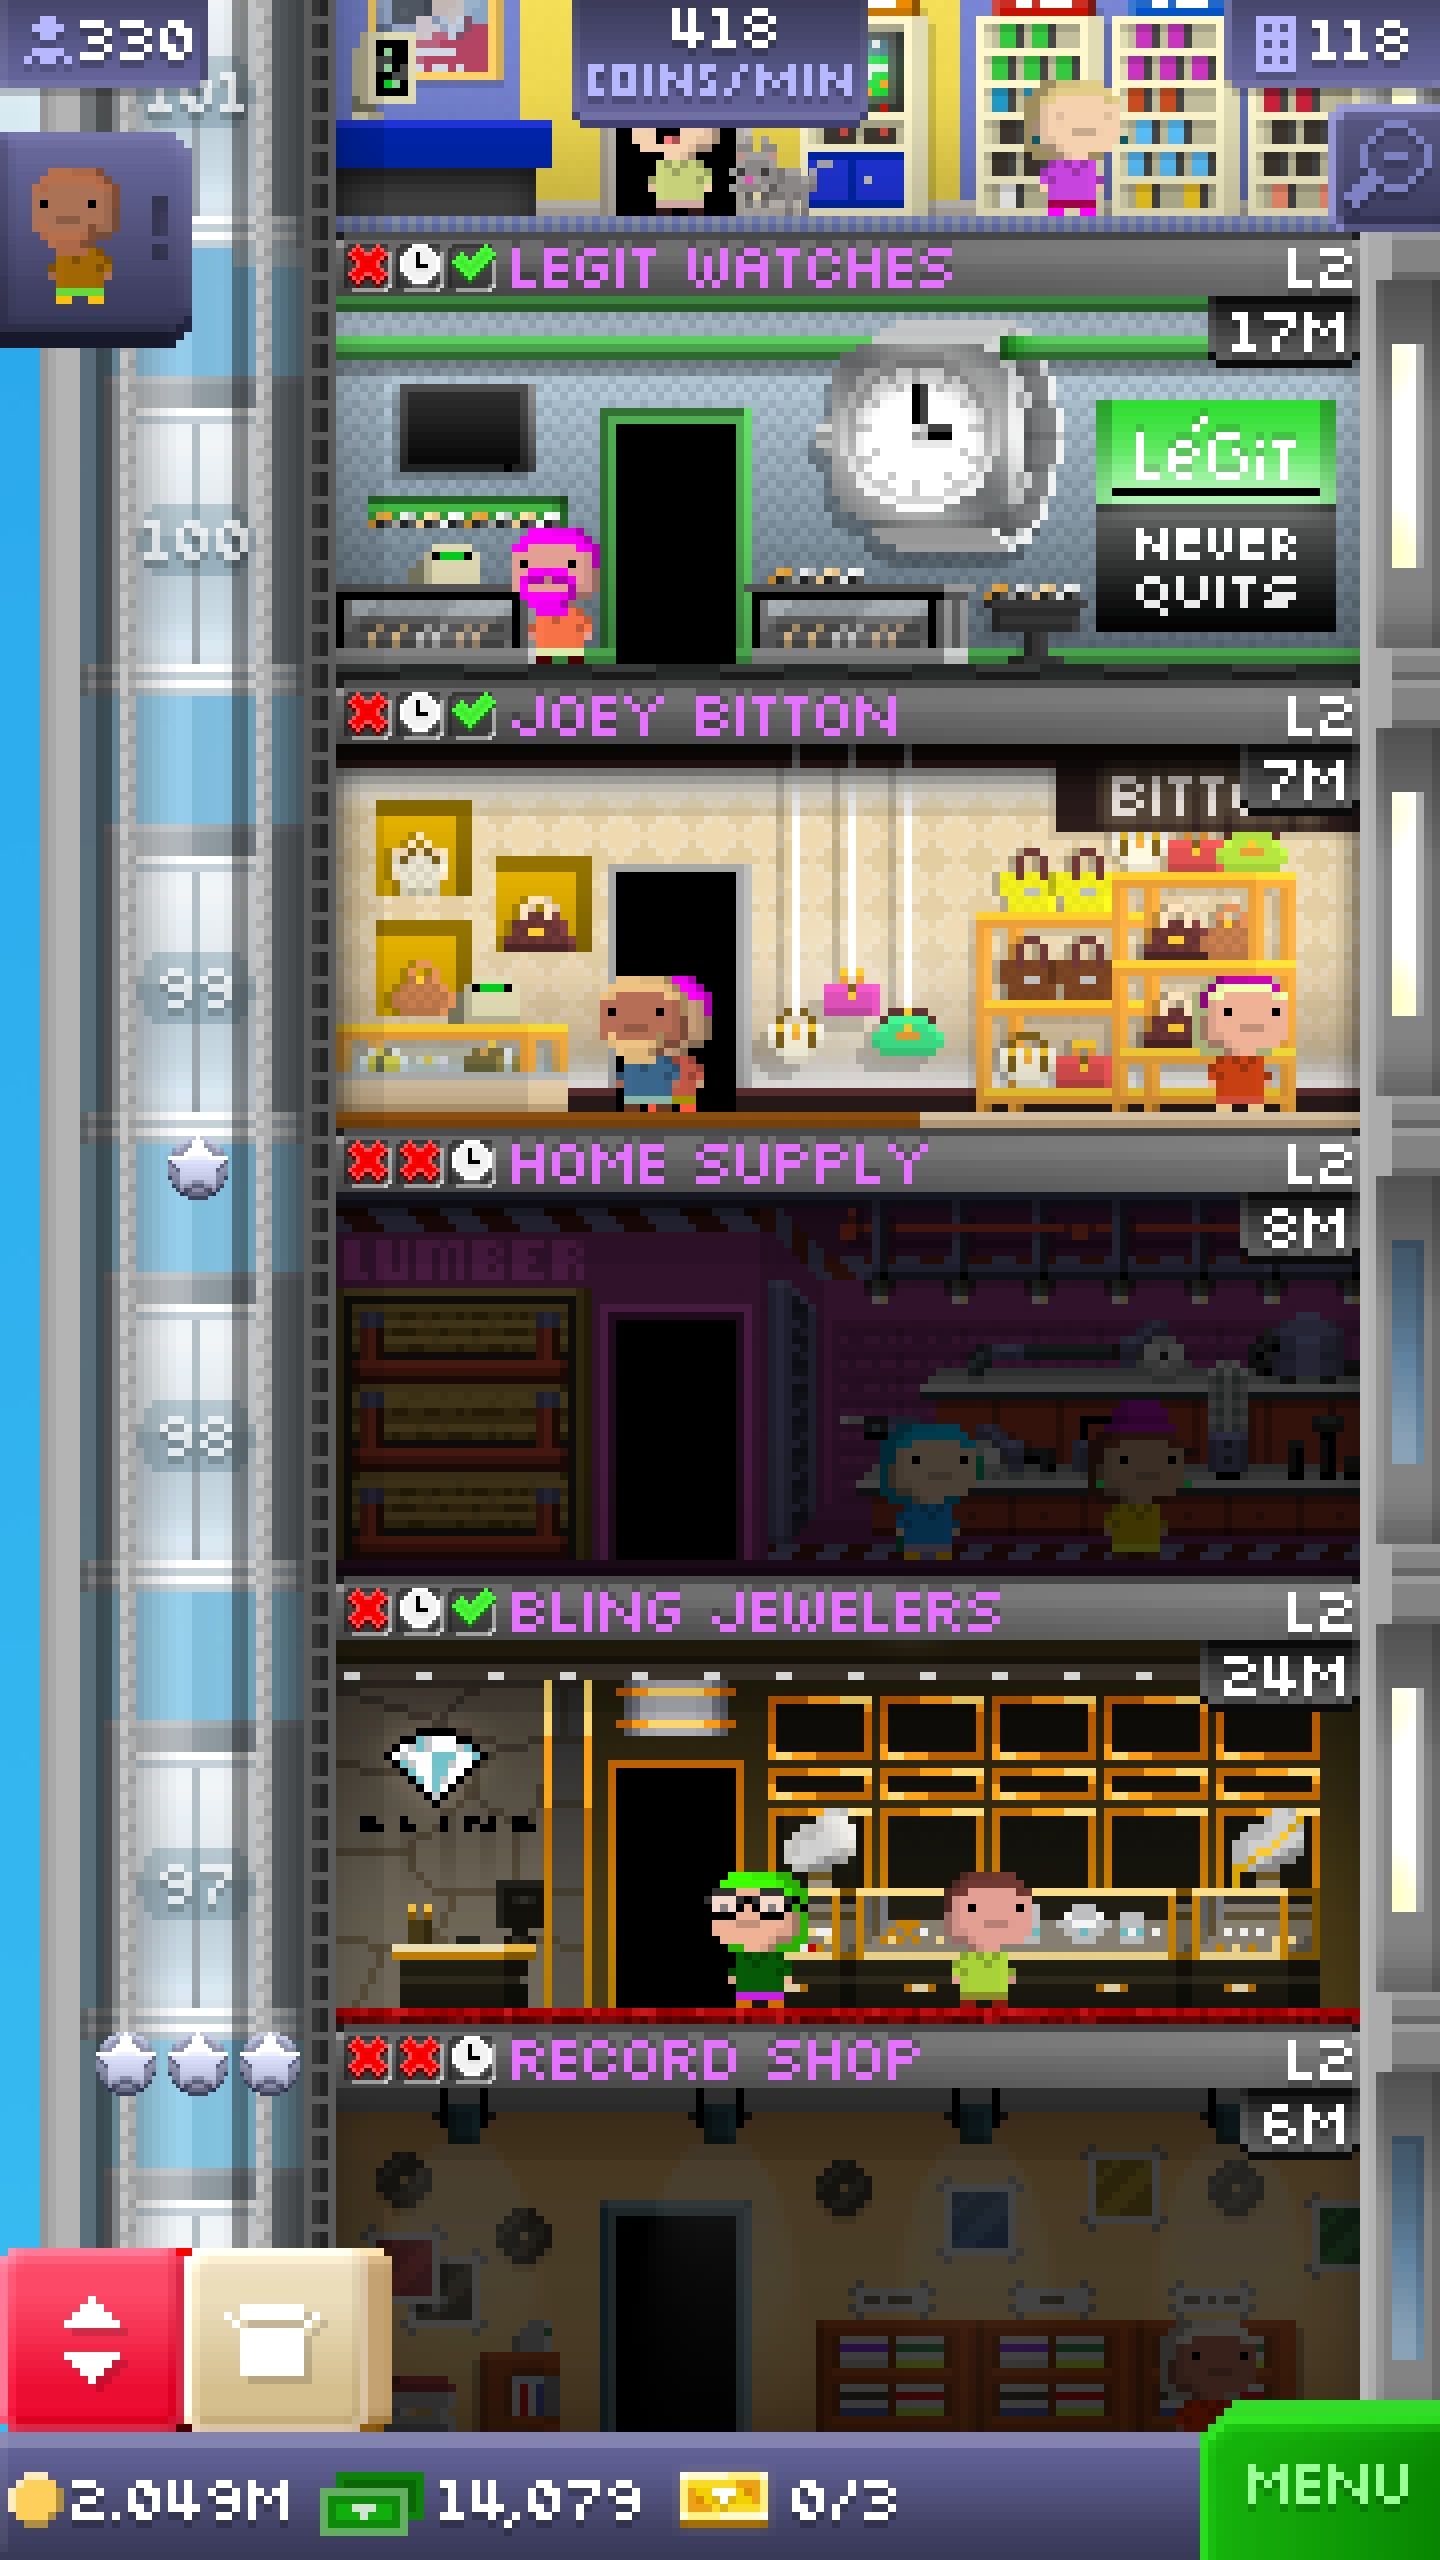 330
418
COINS/MIN
118
101
LEGIT WATCHES
L2
17M
LéGiT
NEVER
QUITS
100
JOEY BITTON
L2
7M
BITT
99
HOME SUPPLY
L2
8M
LUMBER
98
BLING JEWELERS
L2
24M
BLING
97
RECORD SHOP
L2
6M
2.049M
14,079
0/3
MENU